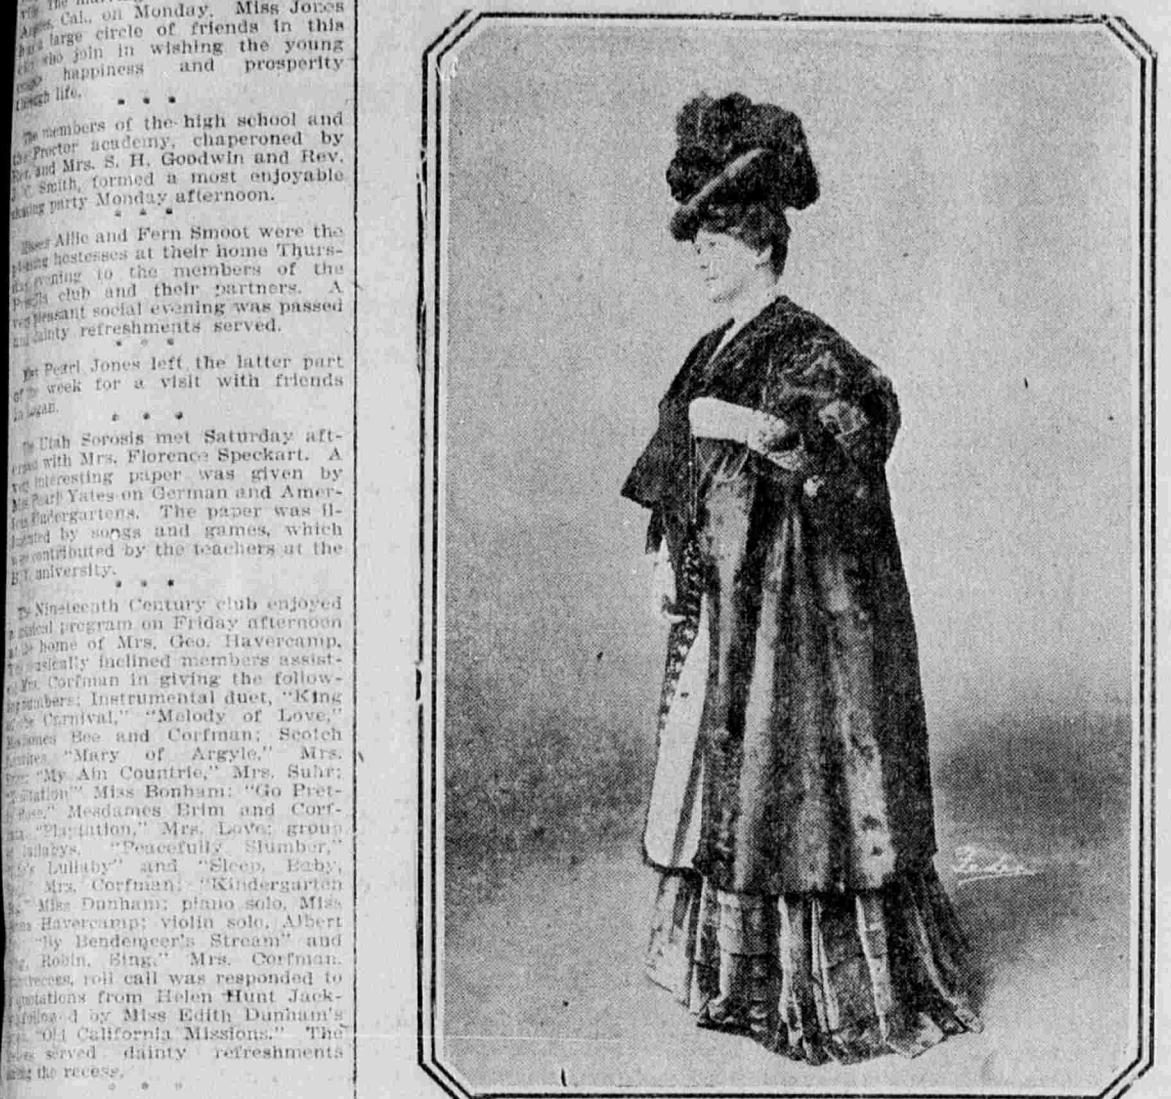 Cal., on Monday. Miss Jones
large circle of friends in this
who join in wishing the young
happiness and prosperity
life.
members of the high school and
Proctor academy, chaperoned by
and Mrs. S. H. Goodwin and Rev.
Smith, formed a most enjoyable
party Monday afternoon.
Allie and Fern Smoot were the
hostesses at their home Thurs-
evening to the members of the
club and their partners. A
pleasant social evening was passed
dainty refreshments served.
Pearl Jones left the latter part
week for a visit with friends
The Utah Sorosis met Saturday aft-
with Mrs. Florence Speckart. A
interesting paper was given by
Pearl Yates on German and Amer-
The paper was il-
by songs and games, which
contributed by the teachers at the
university.
Nineteenth Century club enjoyed
program on Friday afternoon
home of Mrs. Geo. Havercamp.
musically inclined members assist-
Corfman in giving the follow-
Instrumental duet, "King
Carnival," "Melody of Love,"
Bee and Corfman; Scotch
"Mary of Argyle," Mrs.
"My Ain Countrie," Mrs. Suhr;
Miss Bonham; "Go Pret-
Mesdames Brim and Corf-
Mrs. Love; group
"Peacefully Slumber,"
Lullaby" and "Sleep, Baby,
Mrs. Corfman; "Kindergarten
Miss Dunham; piano solo, Miss
Havercamp; violin solo, Albert
"By Bendemeer's Stream" and
Robin, Sing," Mrs. Corfman.
roll call was responded to
quotations from Helen Hunt Jack-
by Miss Edith Dunham's
"Old California Missions." The
served dainty refreshments
the recess.